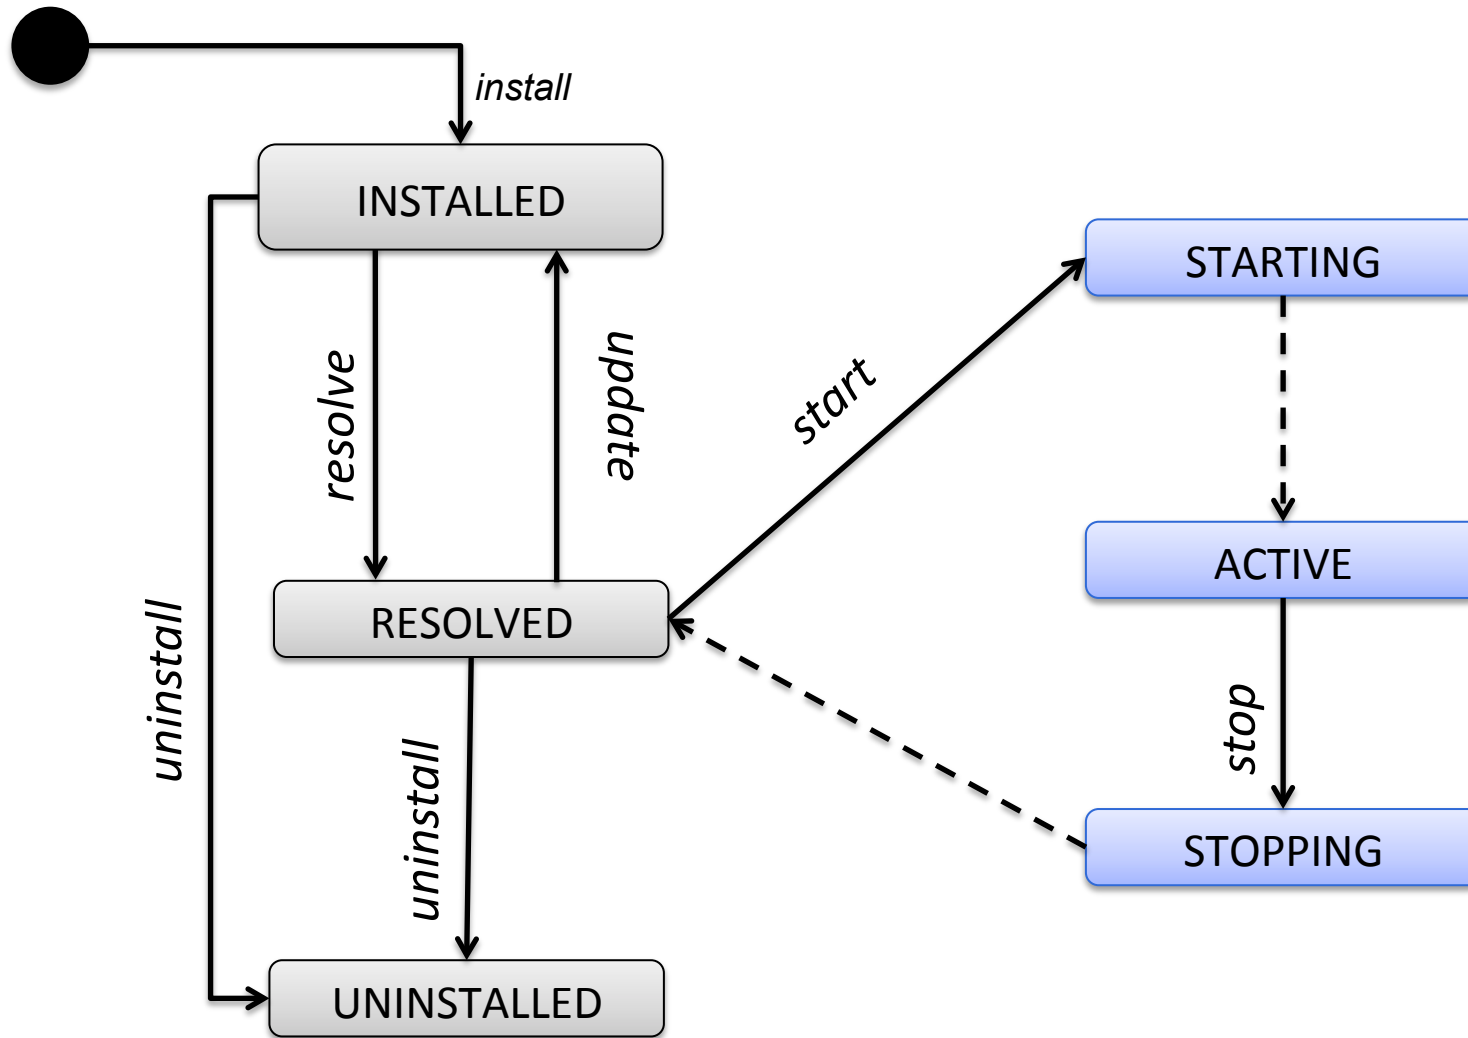 install
INSTALLED
STARTING
resolve
update
start
ACTIVE
RESOLVED
uninstall
stop
uninstall
STOPPING
UNINSTALLED